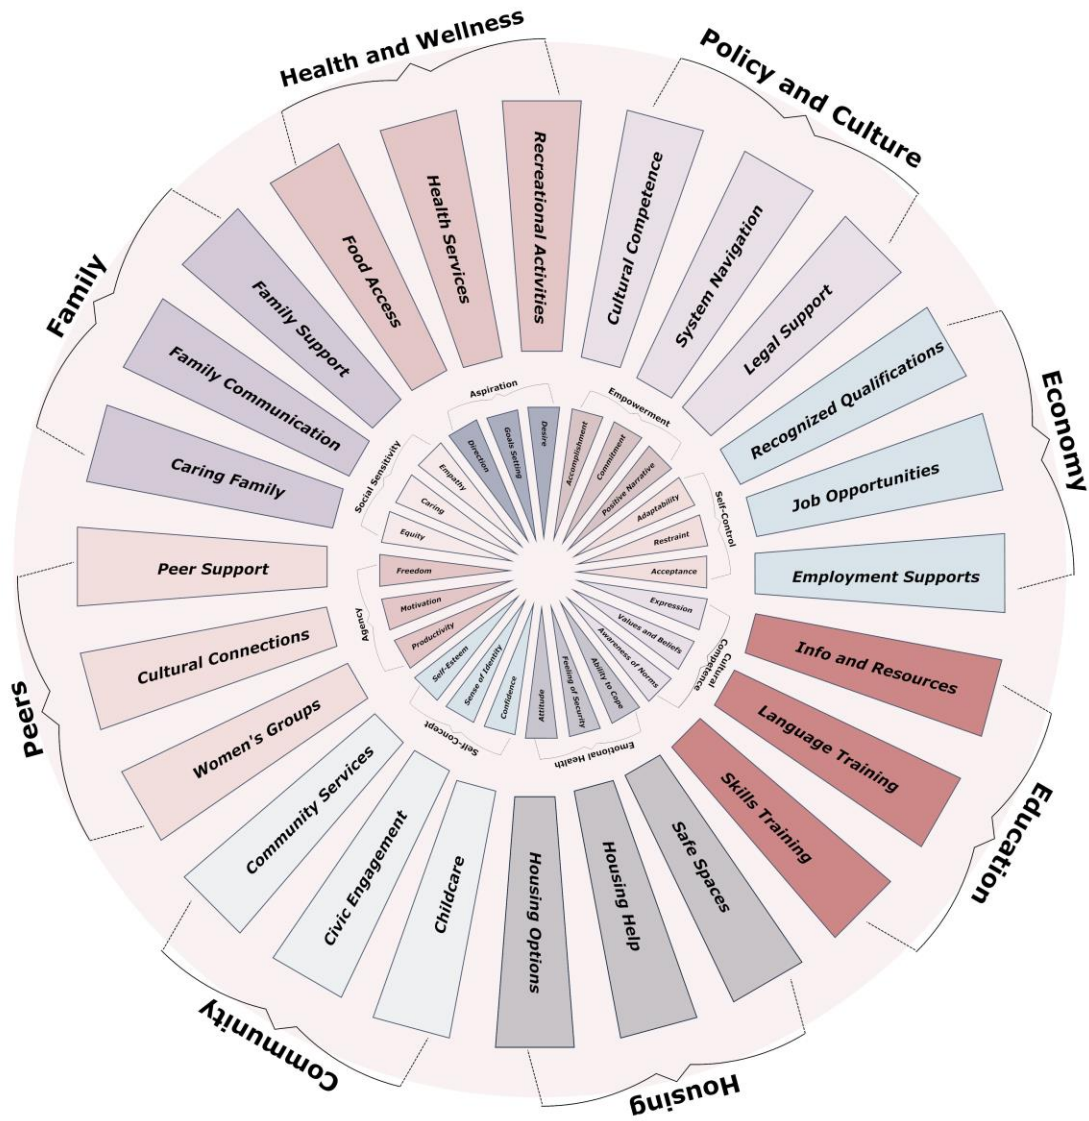 Health and Wellness
Policy and Culture
Economy
Education
Housing
Community
Peers
Family
Recreational Activities
Cultural Competence
System Navigation
Legal Support
Recognized Qualifications
Job Opportunities
Employment Supports
Info and Resources
Language Training
Skills Training
Safe Spaces
Housing Help
Housing Options
Childcare
Civic Engagement
Community Services
Women's Groups
Cultural Connections
Peer Support
Caring Family
Family Communication
Family Support
Food Access
Health Services
Aspiration
Empowerment
Self-Control
Cultural
Competence
Emotional Health
Self-Concept
Agency
Social Sensitivity
Desire
Accomplishment
Commitment
Positive Narrative
Adaptability
Restraint
Acceptance
Expression
Values and Beliefs
Awareness of Norms
Ability to Cope
Feeling of Security
Attitude
Confidence
Sense of Identity
Self-Esteem
Productivity
Motivation
Freedom
Equity
Caring
Empathy
Direction
Goals Setting